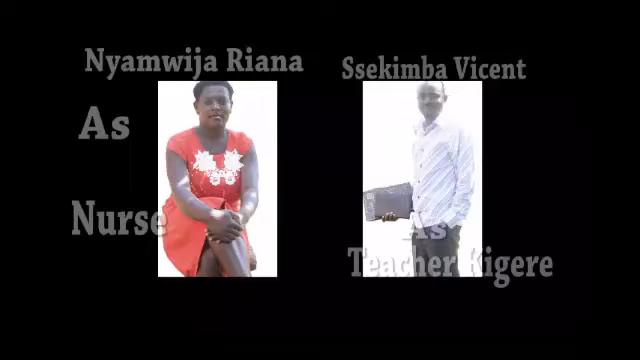 Nyamwija Riana
As
Nurse
Ssekimba Vicent
As
Teacher Kigere